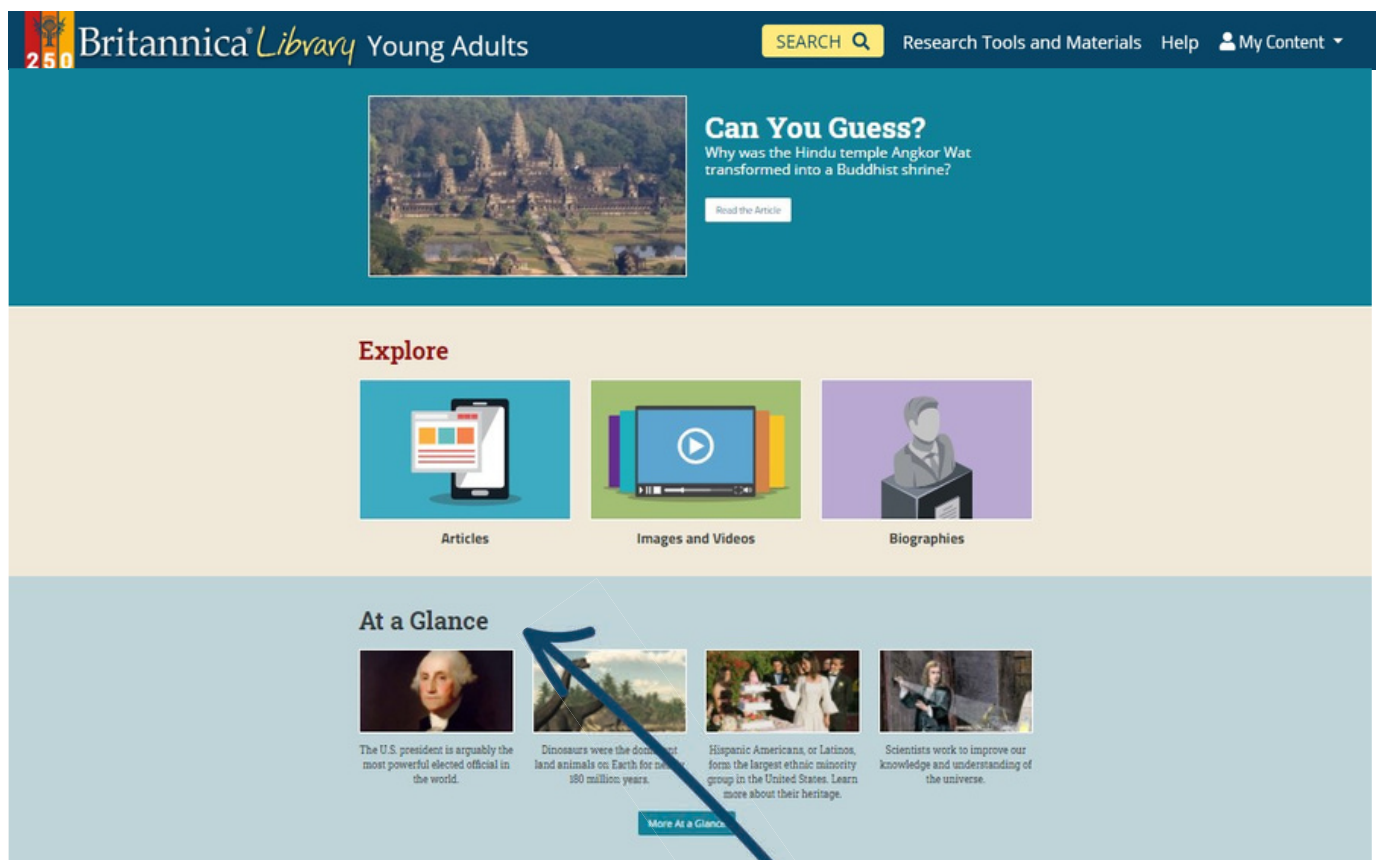 250 Britannica® Library Young Adults SEARCH Research Tools and Materials Help My Content
Can You Guess?
Why was the Hindu temple Angkor Wat
transformed into a Buddhist shrine?
Read the Article
Explore
Articles Images and Videos Biographies
At a Glance
The U.S. president is arguably the
most powerful elected official in
the world.
Dinosaurs were the dominant
land animals on Earth for nearly
180 million years.
Hispanic Americans, or Latinos,
form the largest ethnic minority
group in the United States. Learn
more about their heritage.
Scientists work to improve our
knowledge and understanding of
the universe.
More At a Glance